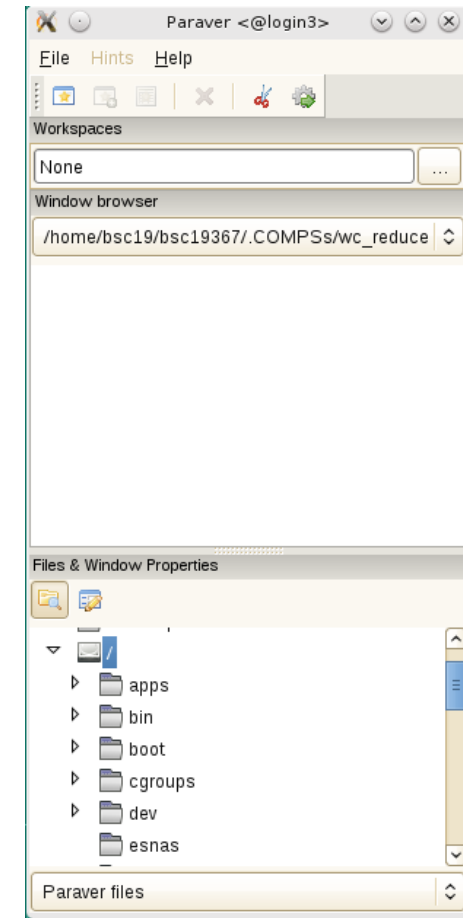 Paraver <@login3>
File Hints Help
Workspaces
None ...
Window browser
/home/bsc19/bsc19367/.COMPSs/wc_reduce
Files & Window Properties
/
apps
bin
boot
cgroups
dev
esnas
Paraver files